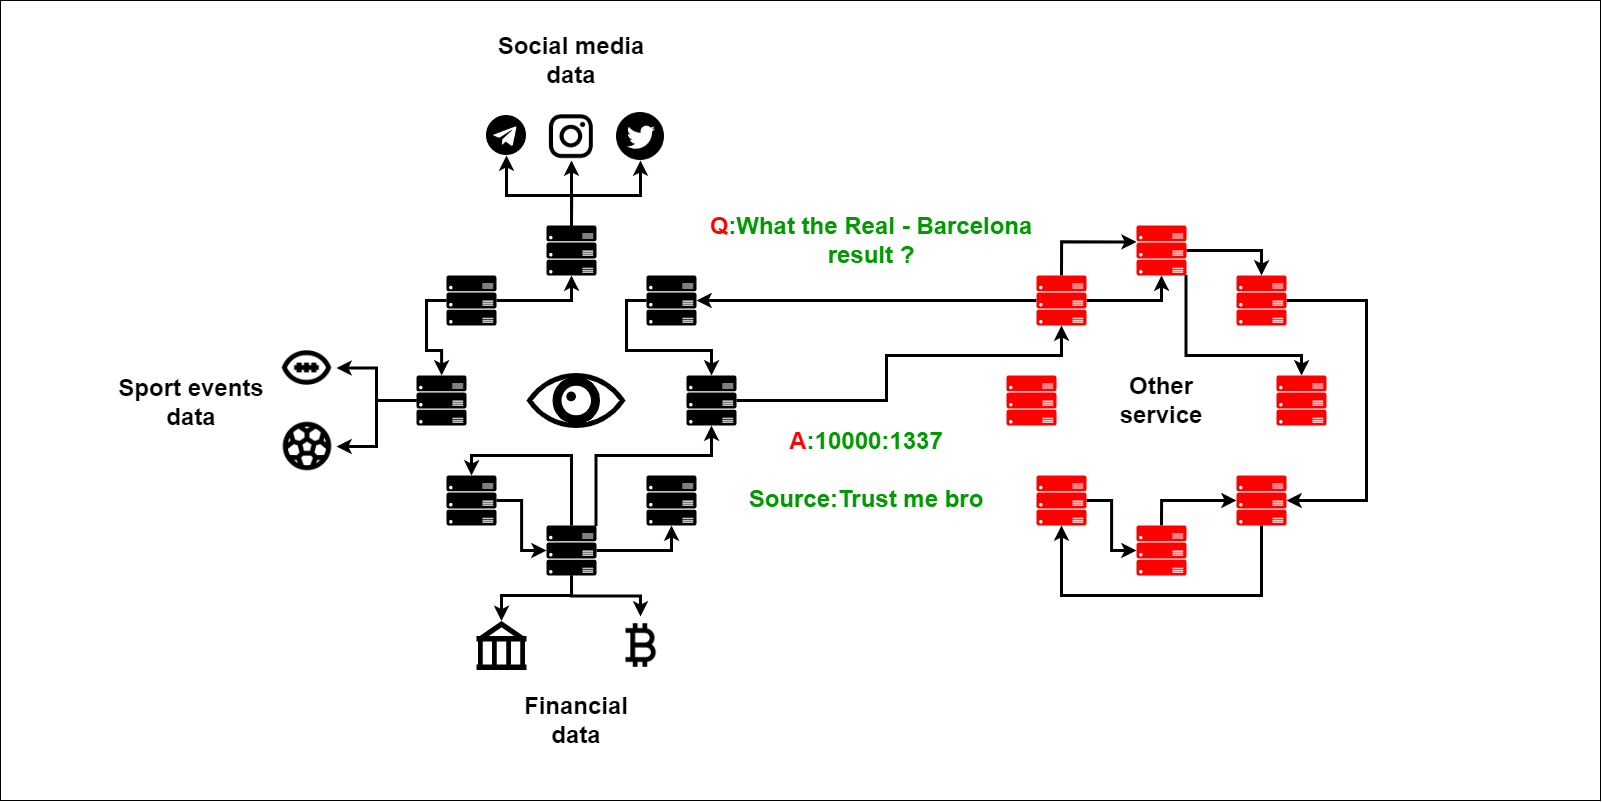 Social media
data
Q:What the Real - Barcelona
result ?
Sport events
data
Other
service
A:10000:1337
Source:Trust me bro
Financial
data